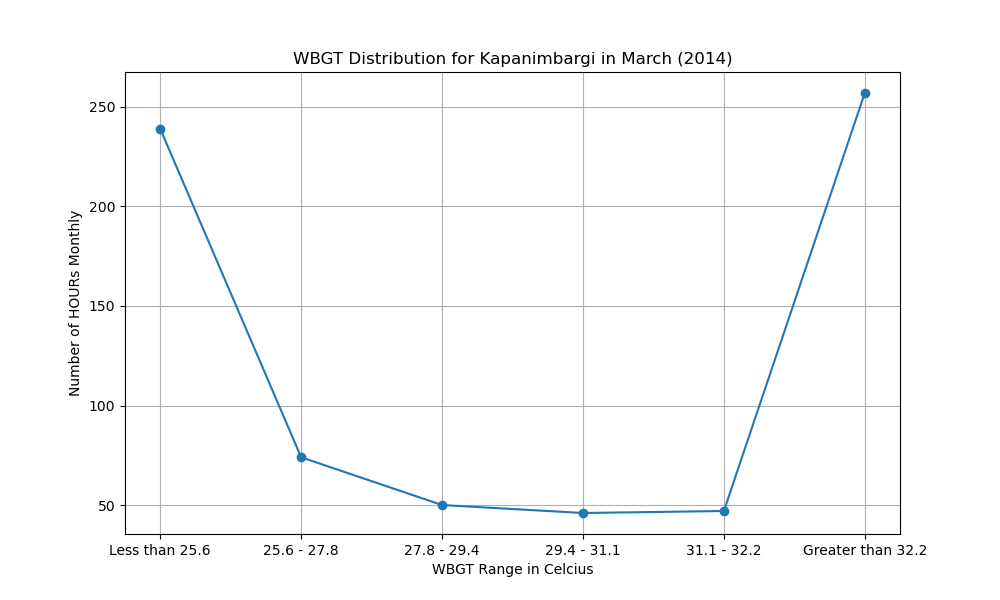 WBGT Distribution for Kapanimbargi in March (2014)
250
200
150
100
50
Number of HOURs Monthly
Less than 25.6
25.6 - 27.8
27.8 - 29.4
29.4 - 31.1
31.1 - 32.2
Greater than 32.2
WBGT Range in Celcius